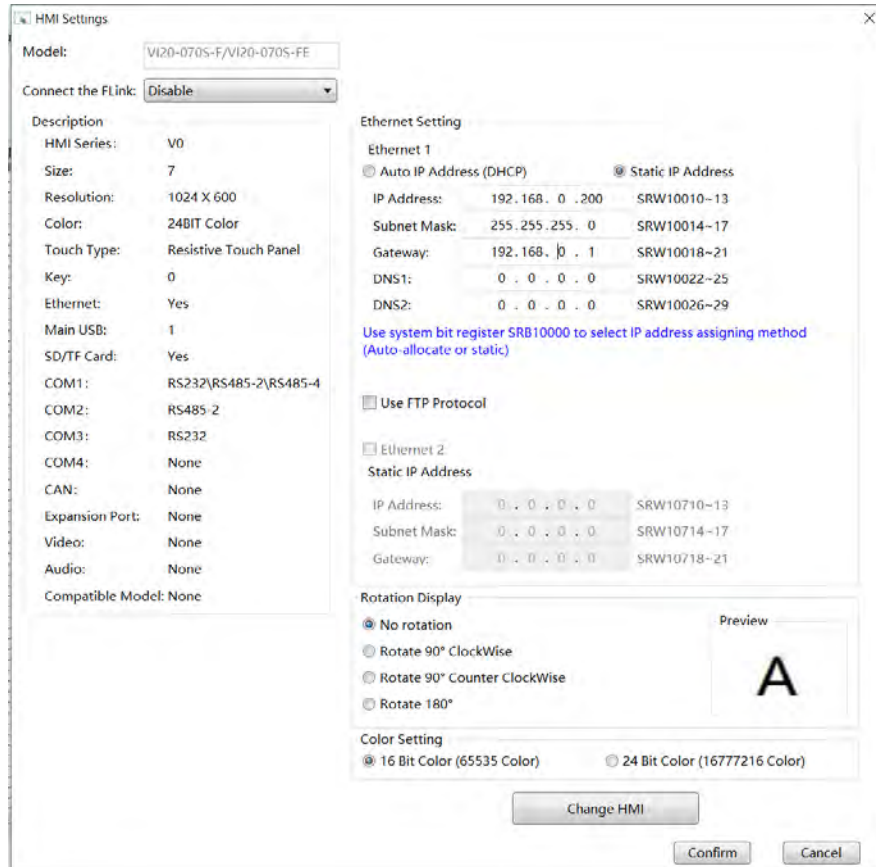 HMI Settings
Model: VI20-070S-F/VI20-070S-FE
Connect the FLink: Disable
Description
HMI Series: V0
Size: 7
Resolution: 1024 X 600
Color: 24BIT Color
Touch Type: Resistive Touch Panel
Key: 0
Ethernet: Yes
Main USB: 1
SD/TF Card: Yes
COM1: RS232\RS485-2\RS485-4
COM2: RS485-2
COM3: RS232
COM4: None
CAN: None
Expansion Port: None
Video: None
Audio: None
Compatible Model: None
Ethernet Setting
Ethernet 1
Auto IP Address (DHCP) Static IP Address
IP Address: 192.168. 0 .200 SRW10010~13
Subnet Mask: 255.255.255. 0 SRW10014~17
Gateway: 192.168. 0 . 1 SRW10018~21
DNS1: 0 . 0 . 0 . 0 SRW10022~25
DNS2: 0 . 0 . 0 . 0 SRW10026~29
Use system bit register SRB10000 to select IP address assigning method
(Auto-allocate or static)
Use FTP Protocol
Ethernet 2
Static IP Address
IP Address: 0 . 0 . 0 . 0 SRW10710~13
Subnet Mask: 0 . 0 . 0 . 0 SRW10714~17
Gateway: 0 . 0 . 0 . 0 SRW10718~21
Rotation Display
No rotation
Rotate 90° ClockWise
Rotate 90° Counter ClockWise
Rotate 180°
Preview
A
Color Setting
16 Bit Color (65535 Color) 24 Bit Color (16777216 Color)
Change HMI
Confirm Cancel